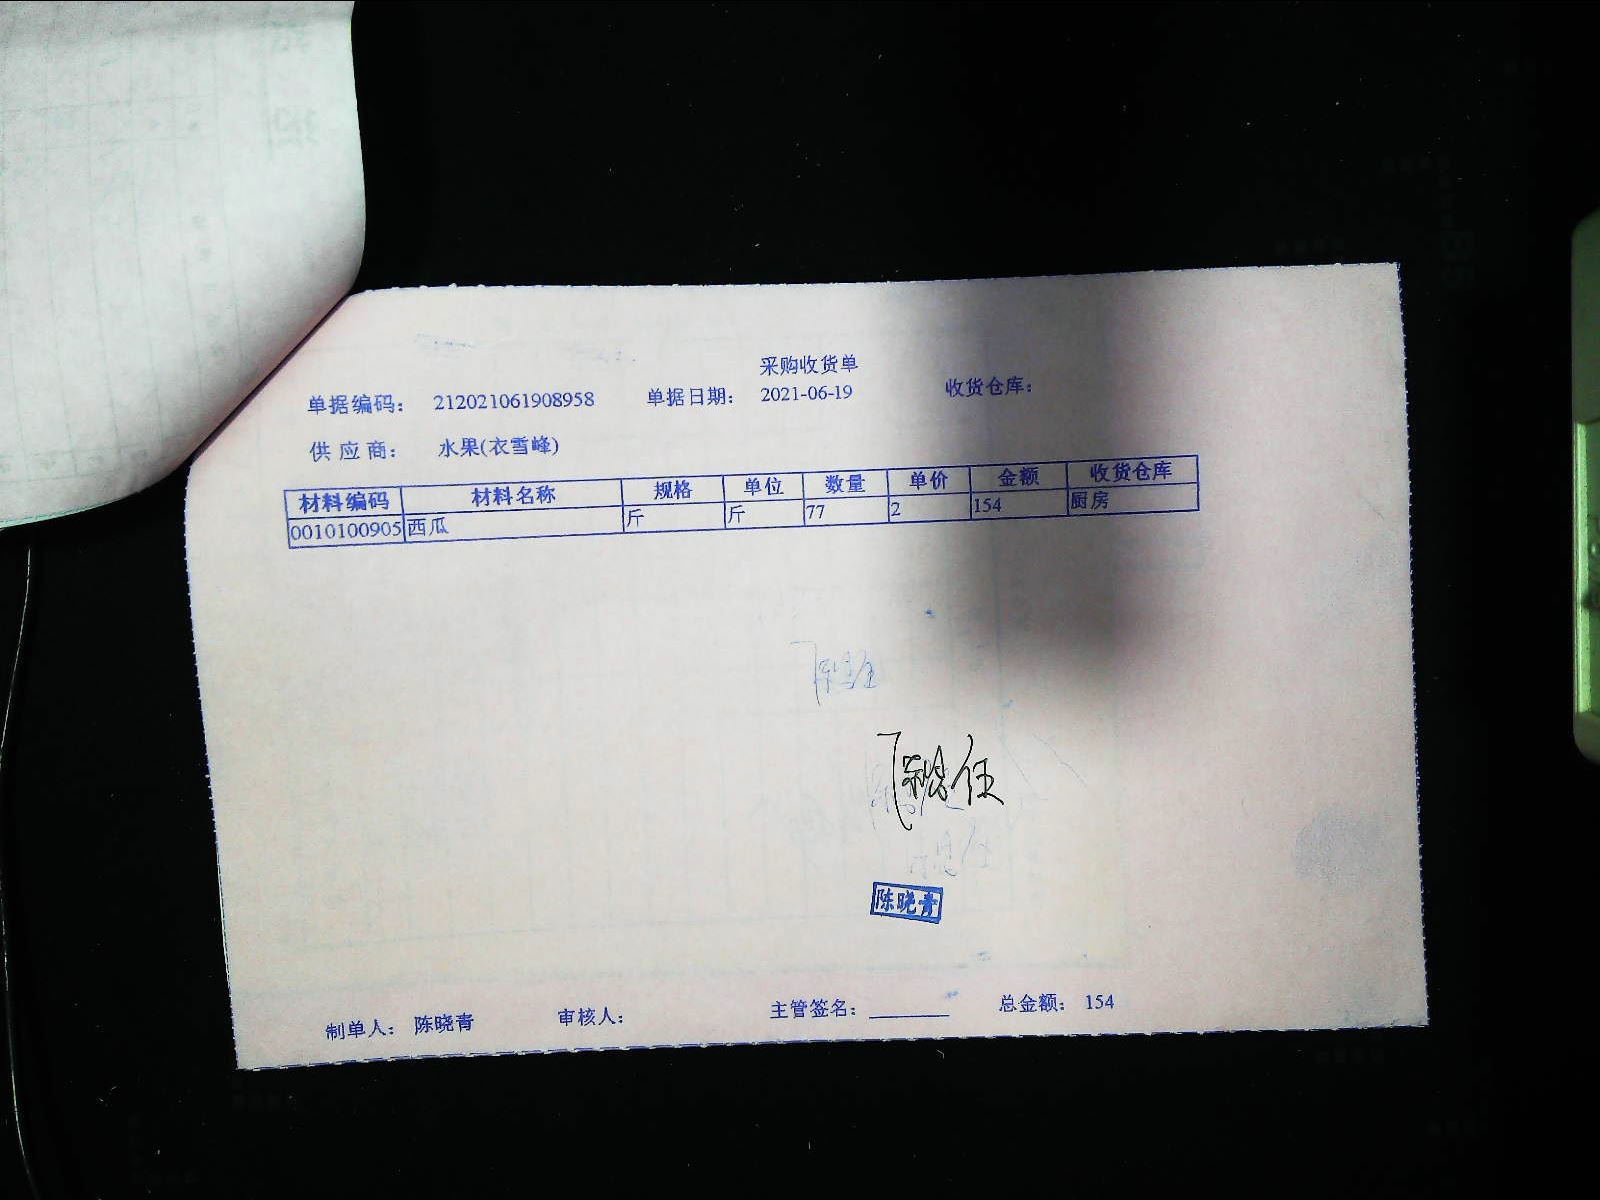 采购收货单
单据编码： 212021061908958 单据日期： 2021-06-19 收货仓库：
供 应 商： 水果(衣雪峰)
材料编码 材料名称 规格 单位 数量 单价 金额 收货仓库
0010100905 西瓜 斤 斤 77 2 154 厨房
陈晓青
制单人： 陈晓青 审核人： 主管签名：________ 总金额： 154